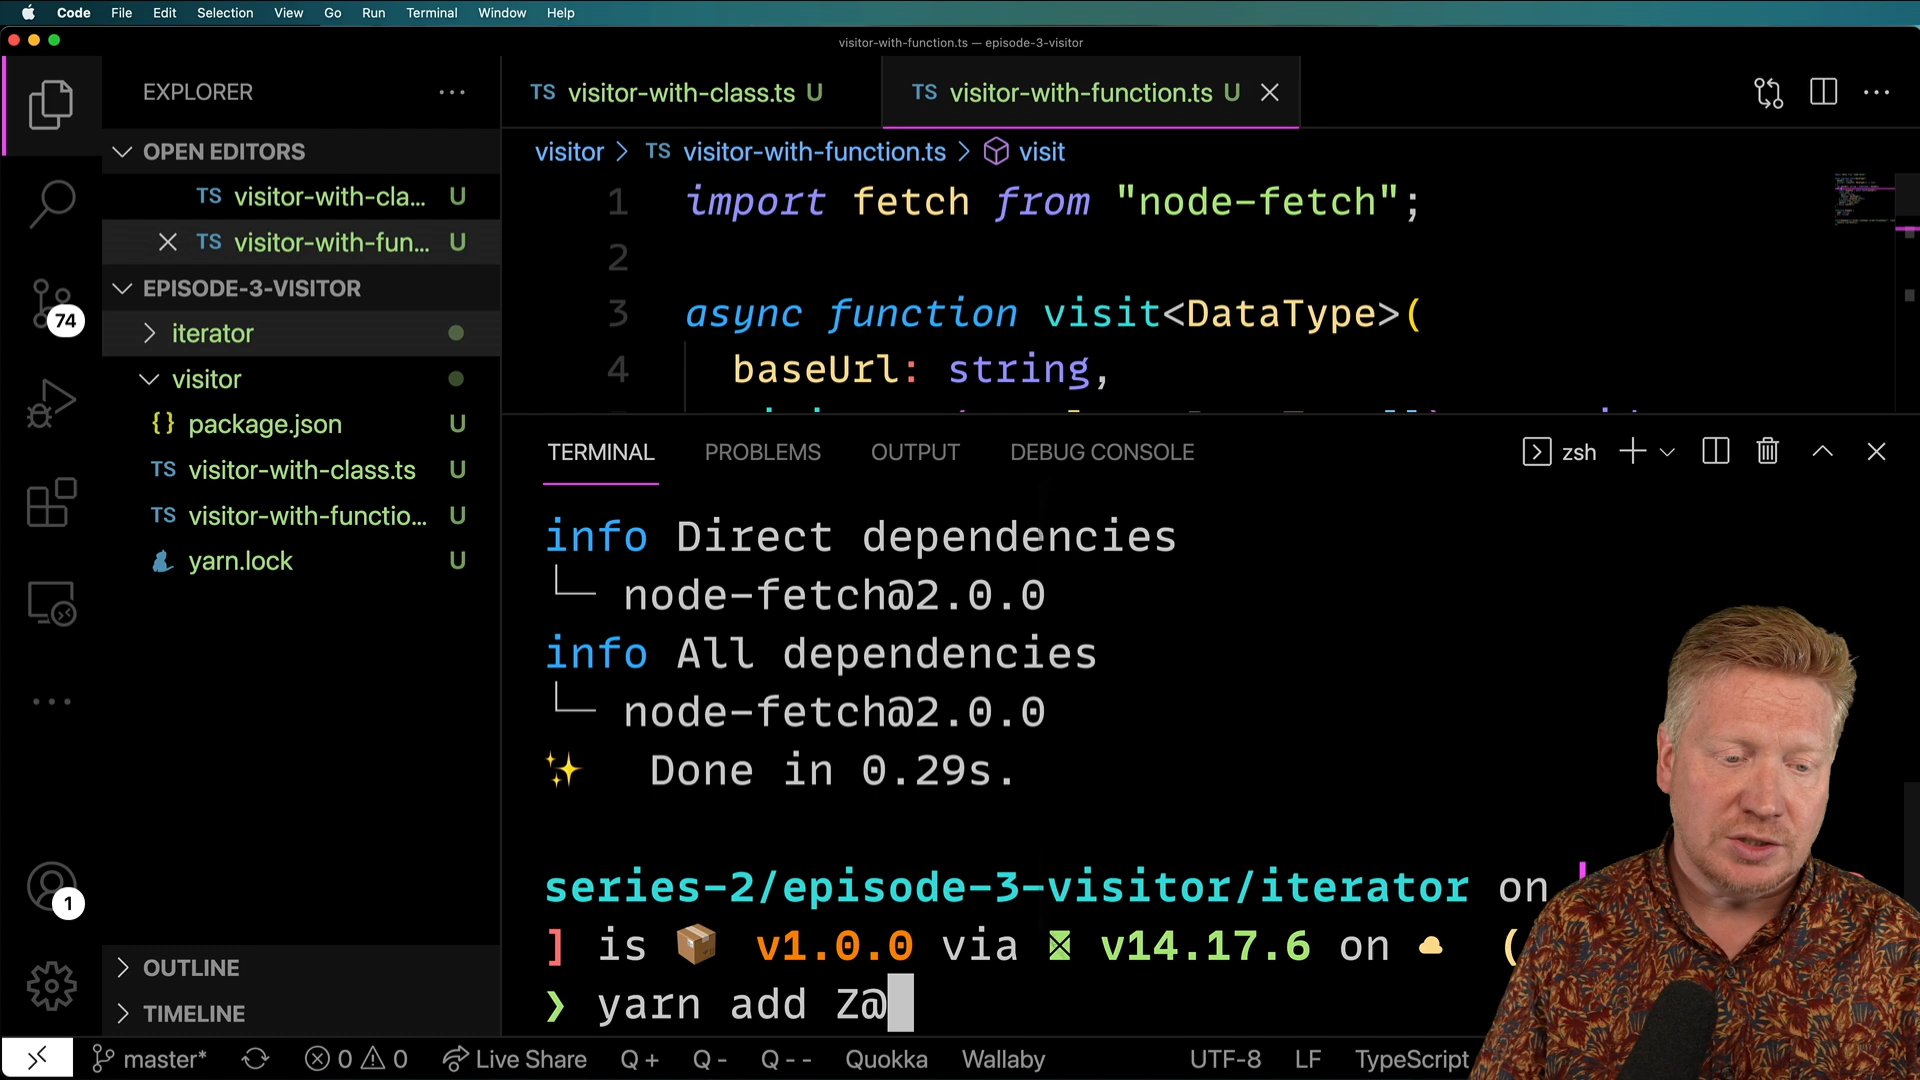 Code File Edit Selection View Go Run Terminal Window Help
visitor-with-function.ts — episode-3-visitor
EXPLORER
OPEN EDITORS
TS visitor-with-cla... U
TS visitor-with-fun... U
EPISODE-3-VISITOR
iterator
visitor
{} package.json U
TS visitor-with-class.ts U
TS visitor-with-functio... U
yarn.lock U
OUTLINE
TIMELINE
74
1
TS visitor-with-class.ts U
TS visitor-with-function.ts U
visitor > TS visitor-with-function.ts > visit
1 import fetch from "node-fetch";
2
3 async function visit<DataType>(
4 baseUrl: string,
TERMINAL PROBLEMS OUTPUT DEBUG CONSOLE zsh
info Direct dependencies
└─ node-fetch@2.0.0
info All dependencies
└─ node-fetch@2.0.0
✨ Done in 0.29s.
series-2/episode-3-visitor/iterator on
] is 📦 v1.0.0 via v14.17.6 on (
❯ yarn add Z@
master* 0 0 Live Share Q + Q - Q -- Quokka Wallaby UTF-8 LF TypeScript